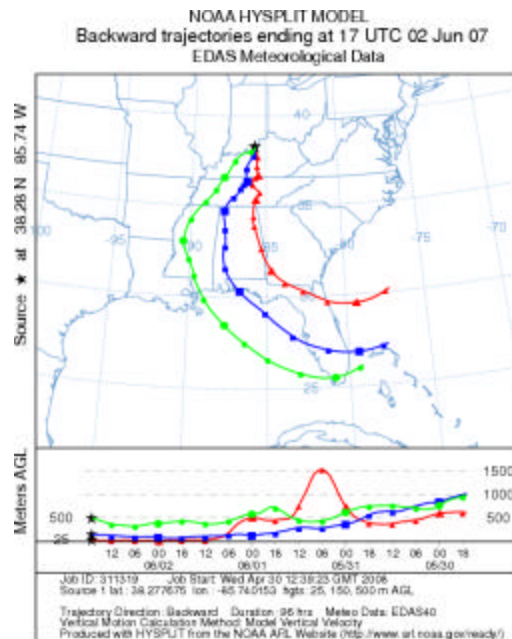 NOAA HYSPLIT MODEL
Backward trajectories ending at 17 UTC 02 Jun 07
EDAS Meteorological Data
Source ★ at 38.28 N 85.74 W
40
-100
-95
-90
-85
-80
-75
-70
35
25
Meters AGL
1500
1000
500
500
25
12 06 00 18 12 06 00 18 12 06 00 18 12 06 00 18
06/02 06/01 05/31 05/30
Job ID: 311319 Job Start: Wed Apr 30 12:39:23 GMT 2008
Source 1 lat: 38.277675 lon: -85.740153 hgts: 25, 150, 500 m AGL
Trajectory Direction: Backward Duration: 96 hrs Meteo Data: EDAS40
Vertical Motion Calculation Method: Model Vertical Velocity
Produced with HYSPLIT from the NOAA ARL Website (http://www.arl.noaa.gov/ready/)